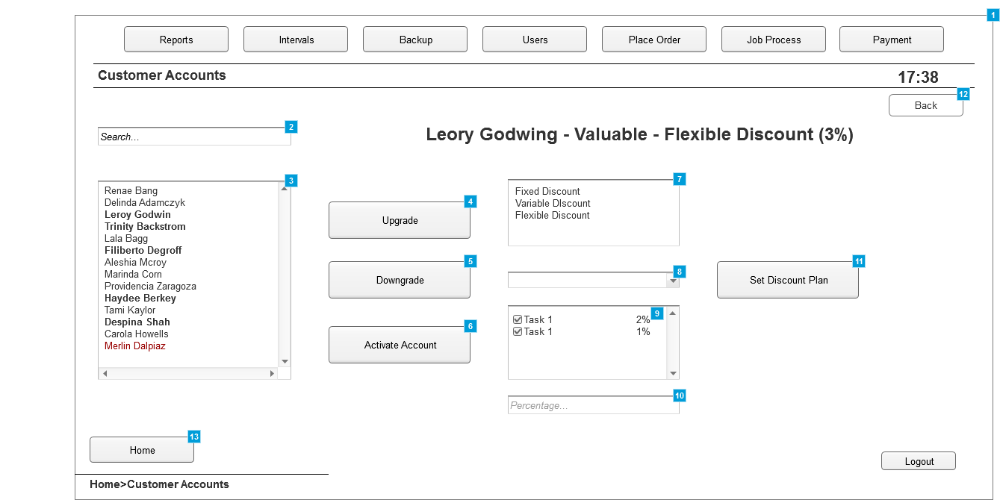 1
Reports Intervals Backup Users Place Order Job Process Payment
Customer Accounts 17:38
12
Back
2
Search...
Leory Godwing - Valuable - Flexible Discount (3%)
3
Renae Bang
Delinda Adamczyk
Leroy Godwin
Trinity Backstrom
Lala Bagg
Filiberto Degroff
Aleshia Mcroy
Marinda Corn
Providencia Zaragoza
Haydee Berkey
Tami Kaylor
Despina Shah
Carola Howells
Merlin Dalpiaz
4
Upgrade
5
Downgrade
6
Activate Account
7
Fixed Discount
Variable DIscount
Flexible Discount
8
9
Task 1 2%
Task 1 1%
10
Percentage...
11
Set Discount Plan
13
Home
Logout
Home>Customer Accounts